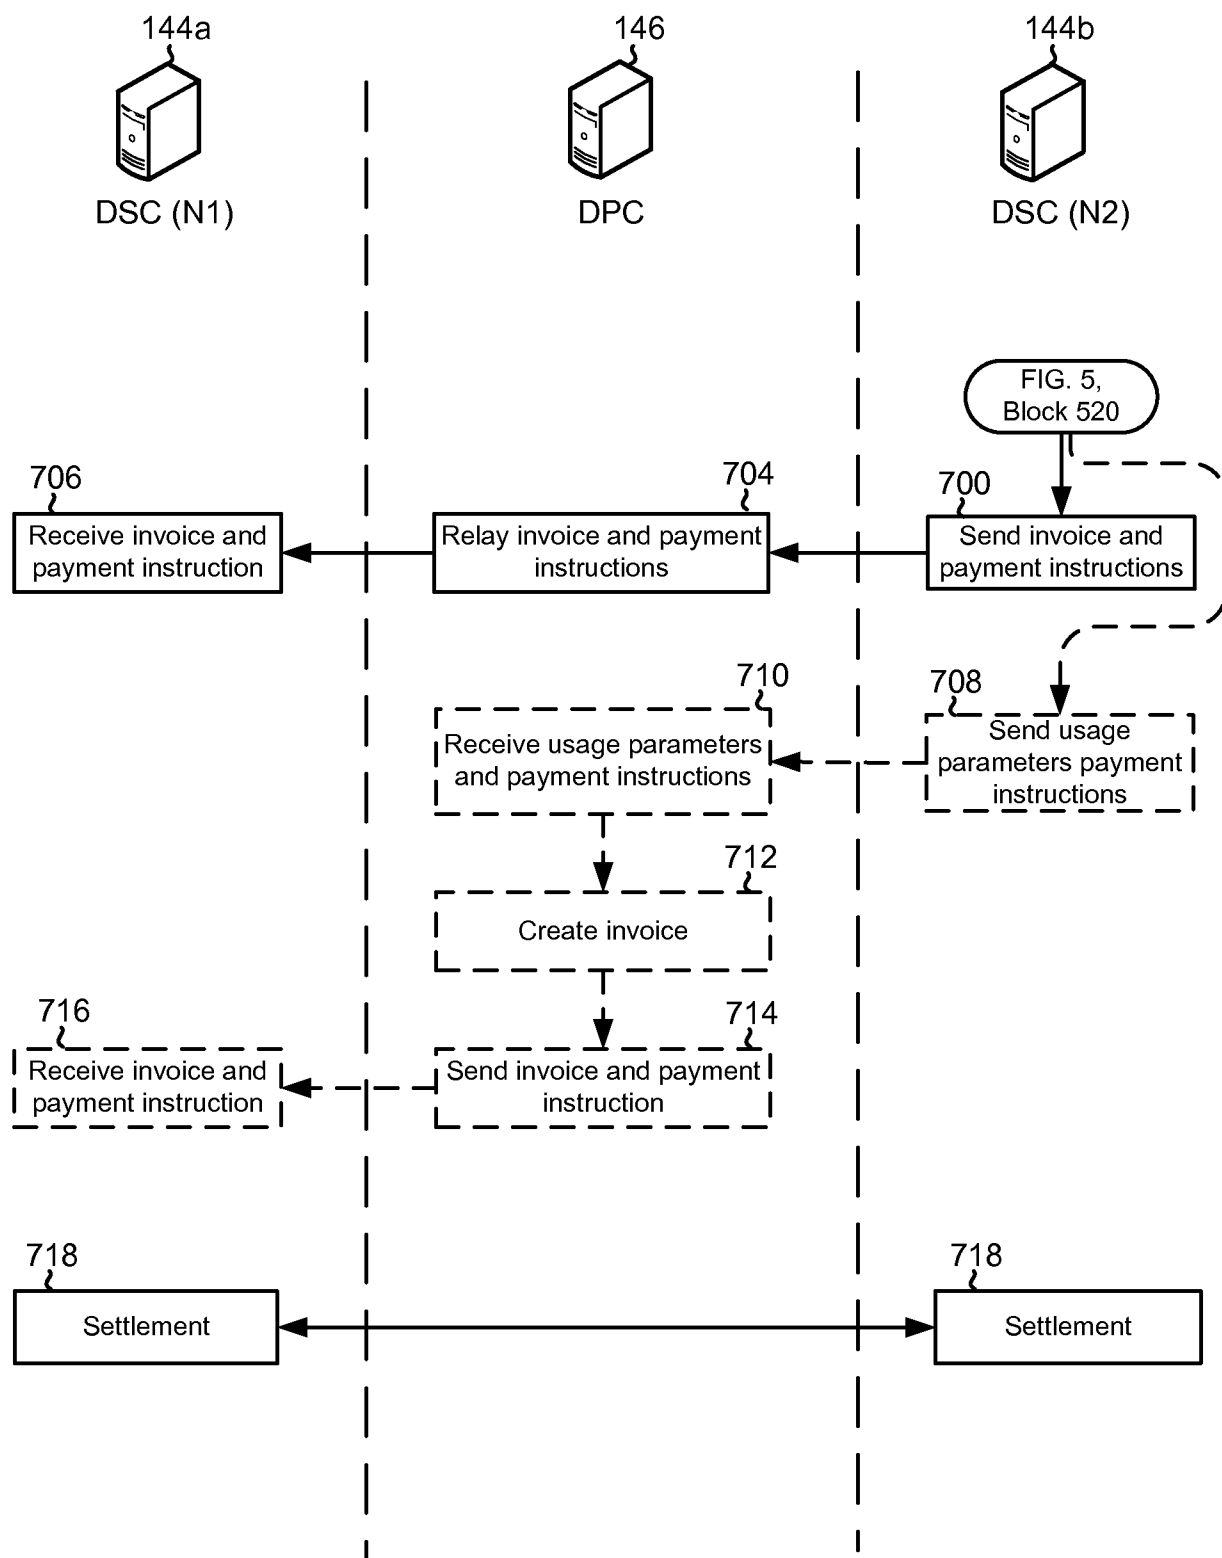 144a
146
144b
DSC (N1)
DPC
DSC (N2)
FIG. 5,
Block 520
706
Receive invoice and
payment instruction
704
Relay invoice and payment
instructions
700
Send invoice and
payment instructions
710
Receive usage parameters
and payment instructions
708
Send usage
parameters payment
instructions
712
Create invoice
716
Receive invoice and
payment instruction
714
Send invoice and payment
instruction
718
Settlement
718
Settlement